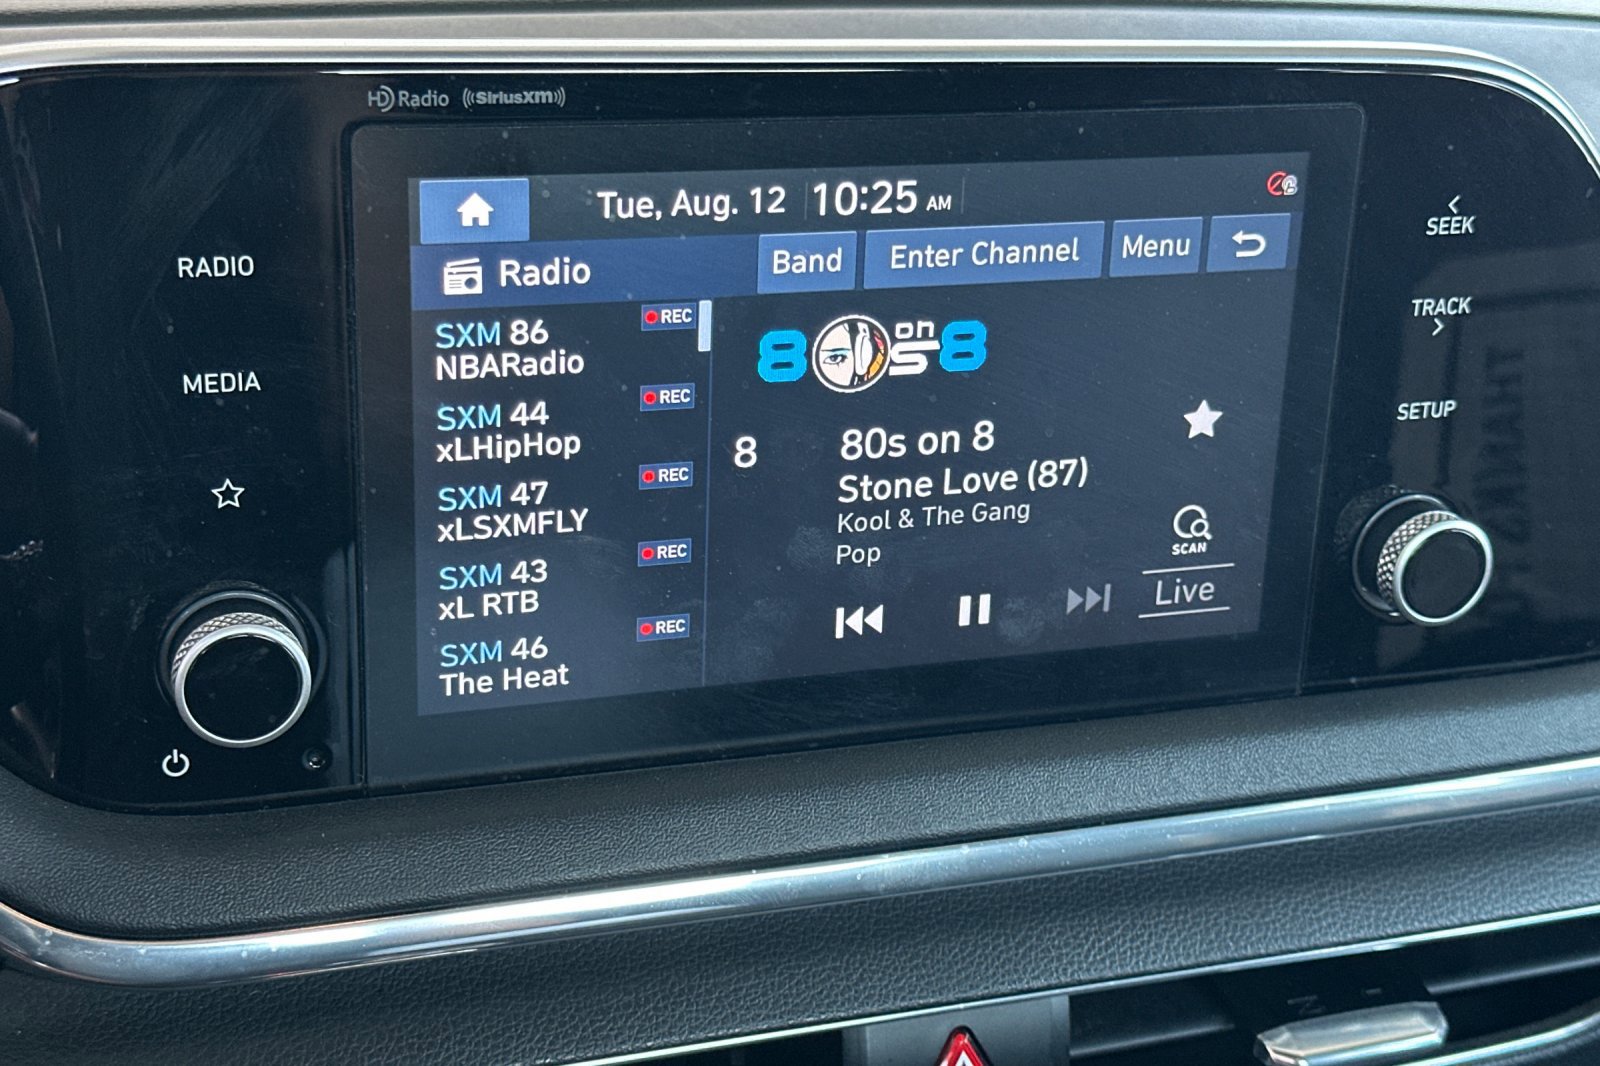 HD Radio ((SiriusXM))
RADIO
MEDIA
Tue, Aug. 12 10:25 AM
Radio
Band
Enter Channel
Menu
SXM 86 REC
NBARadio
SXM 44 REC
xLHipHop
SXM 47 REC
xLSXMFLY
SXM 43 REC
xL RTB
SXM 46 REC
The Heat
80s on 8
8
80s on 8
Stone Love (87)
Kool & The Gang
Pop
SCAN
Live
SEEK
TRACK
SETUP